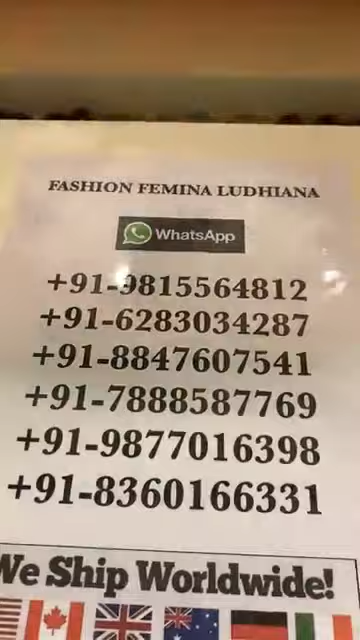 FASHION FEMINA LUDHIANA
WhatsApp
+91-9815564812
+91-6283034287
+91-8847607541
+91-7888587769
+91-9877016398
+91-8360166331
We Ship Worldwide!